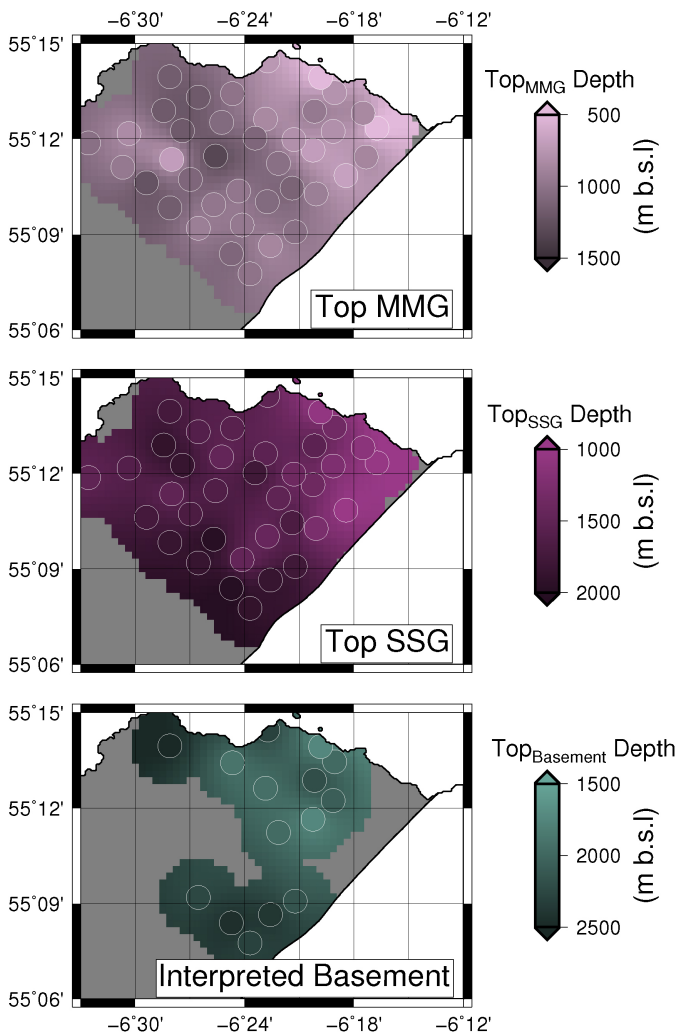 −6˚30' −6˚24' −6˚18' −6˚12'
55˚15'
55˚12'
55˚09'
55˚06'
Top MMG
TopMMG Depth
500
1000
1500
(m b.s.l)
55˚15'
55˚12'
55˚09'
55˚06'
Top SSG
TopSSG Depth
1000
1500
2000
(m b.s.l)
55˚15'
55˚12'
55˚09'
55˚06'
Interpreted Basement
−6˚30' −6˚24' −6˚18' −6˚12'
TopBasement Depth
1500
2000
2500
(m b.s.l)